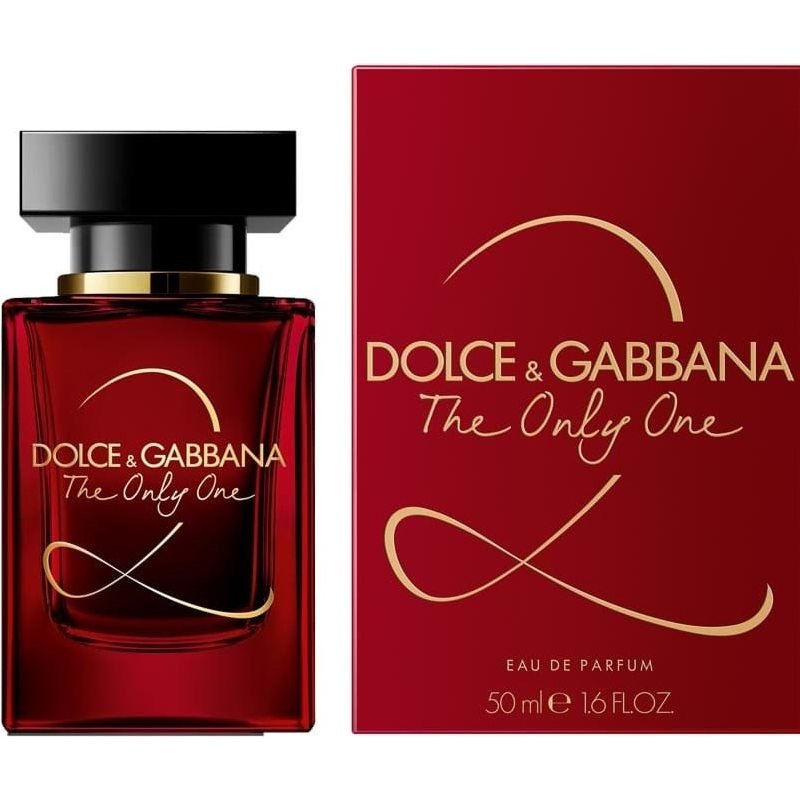 DOLCE & GABBANA
The Only One
DOLCE & GABBANA
The Only One
EAU DE PARFUM
50 ml e 1.6 FL.OZ.